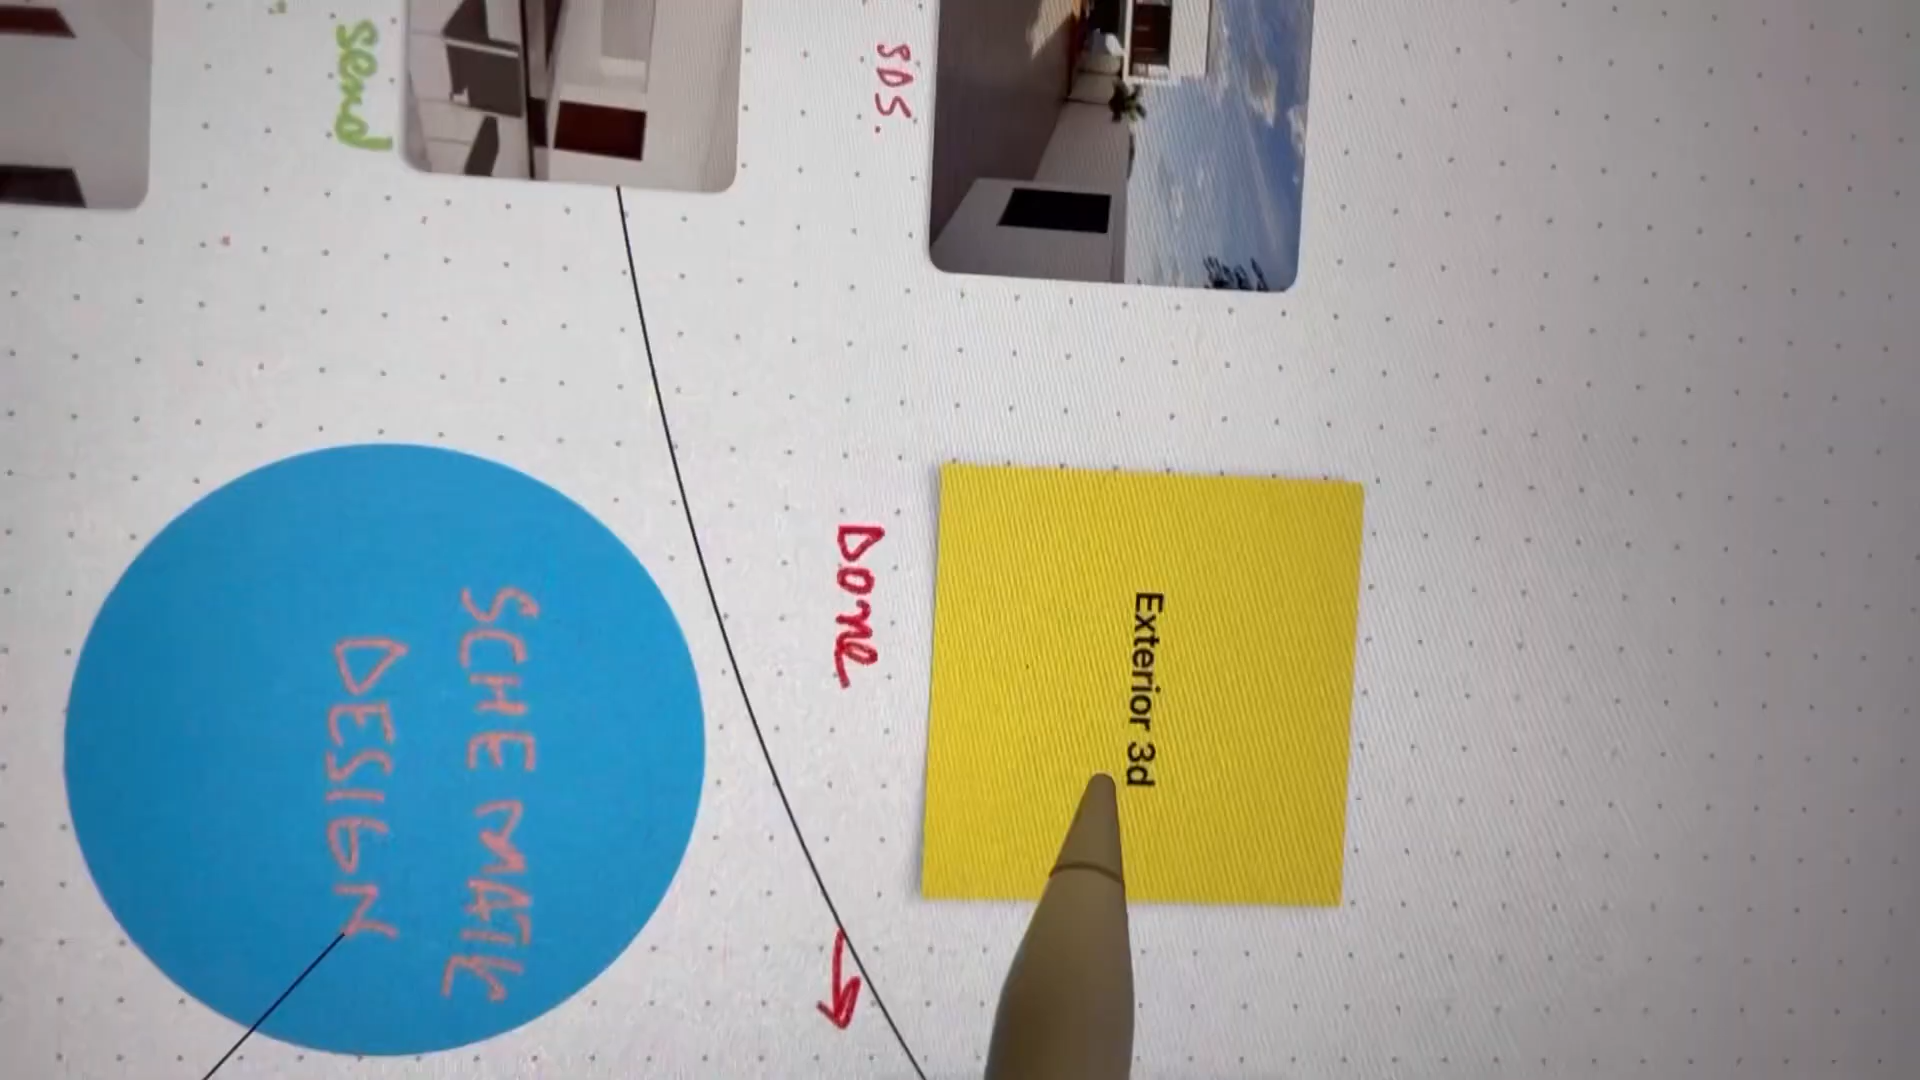 send
SDS.
Done
Exterior 3d
SCHEMATIC
DESIGN